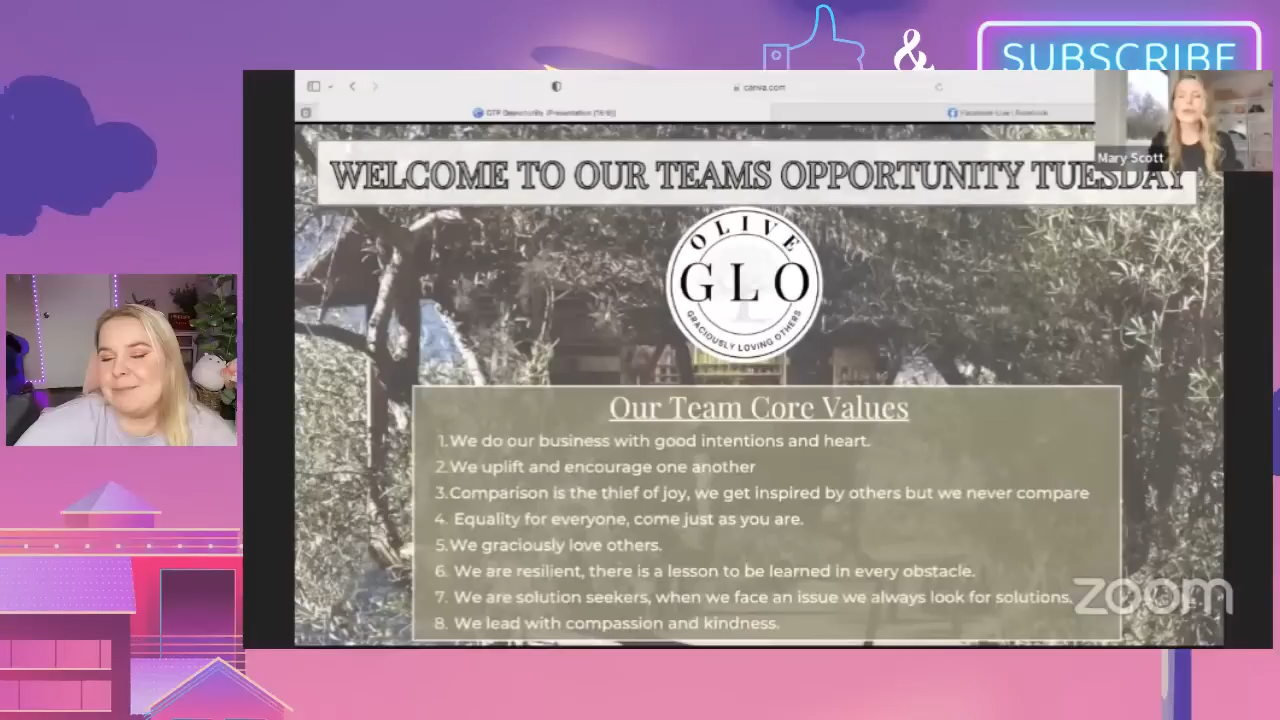 & SUBSCRIBE
canva.com
Mary Scott
WELCOME TO OUR TEAMS OPPORTUNITY TUESDAY
OLIVE
GLO
GRACIOUSLY LOVING OTHERS
Our Team Core Values
1.We do our business with good intentions and heart.
2.We uplift and encourage one another
3.Comparison is the thief of joy, we get inspired by others but we never compare
4. Equality for everyone, come just as you are.
5.We graciously love others.
6. We are resilient, there is a lesson to be learned in every obstacle.
7. We are solution seekers, when we face an issue we always look for solutions.
8. We lead with compassion and kindness.
zoom